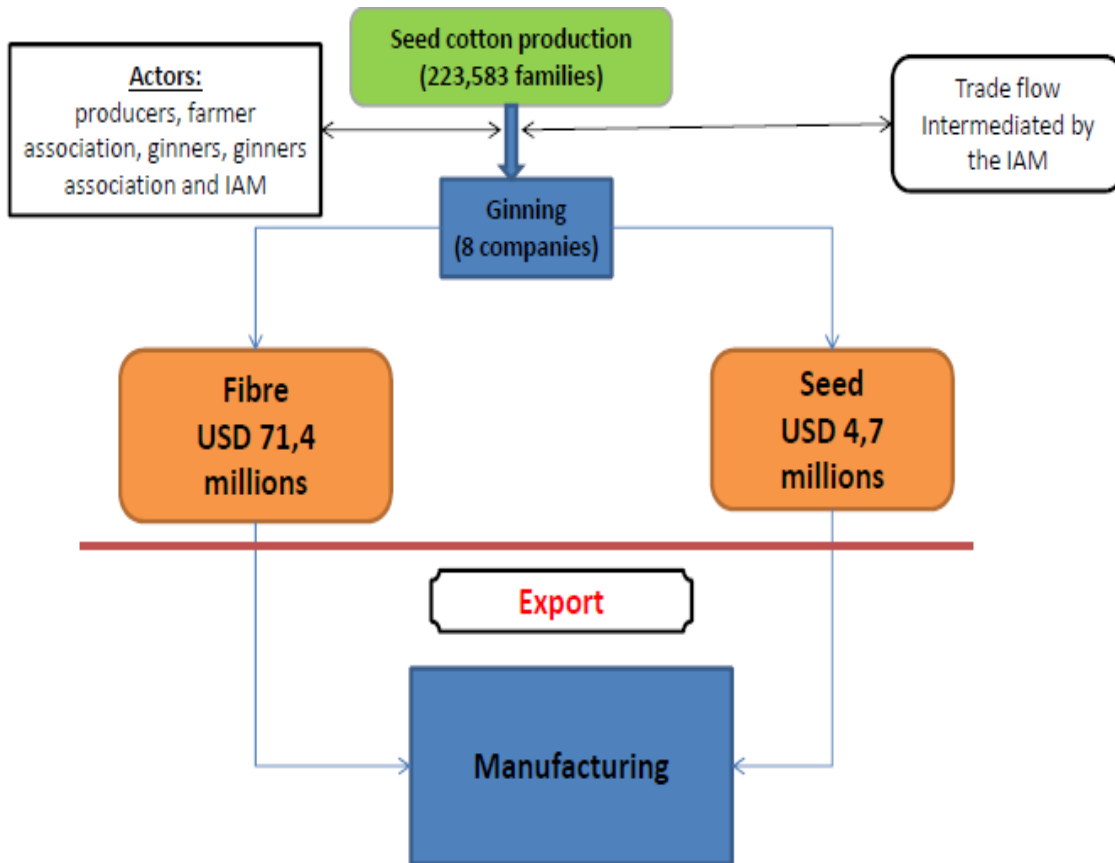 Seed cotton production
(223,583 families)
Actors:
producers, farmer
association, ginners, ginners
association and IAM
Trade flow
Intermediated by
the IAM
Ginning
(8 companies)
Fibre
USD 71,4
millions
Seed
USD 4,7
millions
Export
Manufacturing